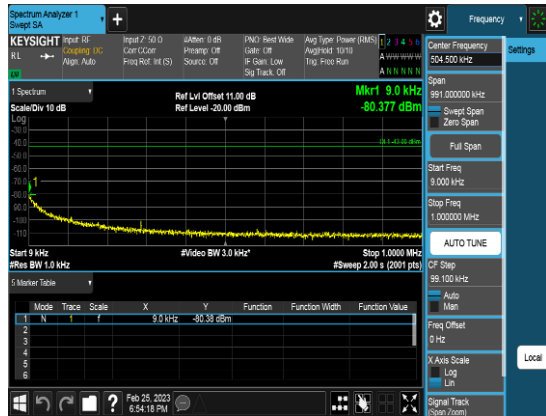 Spectrum Analyzer 1
Swept SA
+
Frequency
KEYSIGHT
RL
Input: RF
Coupling: DC
Align: Auto
Input Z: 50 Ω
Corr CCorr
Freq Ref: Int (S)
#Atten: 0 dB
Preamp: Off
Source: Off
PNO: Best Wide
Gate: Off
IF Gain: Low
Sig Track: Off
Avg Type: Power (RMS)
Avg|Hold: 10/10
Trig: Free Run
1 2 3 4 5 6
A W W W W W
A N N N N N
1 Spectrum
Scale/Div 10 dB
Ref Lvl Offset 11.00 dB
Ref Level -20.00 dBm
Mkr1 9.0 kHz
-80.377 dBm
Log
-30.0
-40.0
-50.0
-60.0
-70.0
-80.0
-90.0
-100
-110
1
DL1 -43.00 dBm
Start 9 kHz
#Video BW 3.0 kHz*
Stop 1.0000 MHz
#Res BW 1.0 kHz
#Sweep 2.00 s (2001 pts)
5 Marker Table
Mode Trace Scale X Y Function Function Width Function Value
1 N 1 f 9.0 kHz -80.38 dBm
2
3
4
5
6
Feb 25, 2023
6:54:18 PM
Center Frequency
504.500 kHz
Settings
Span
991.000000 kHz
Swept Span
Zero Span
Full Span
Start Freq
9.000 kHz
Stop Freq
1.000000 MHz
AUTO TUNE
CF Step
99.100 kHz
Auto
Man
Freq Offset
0 Hz
X Axis Scale
Log
Lin
Local
Signal Track
(Span Zoom)